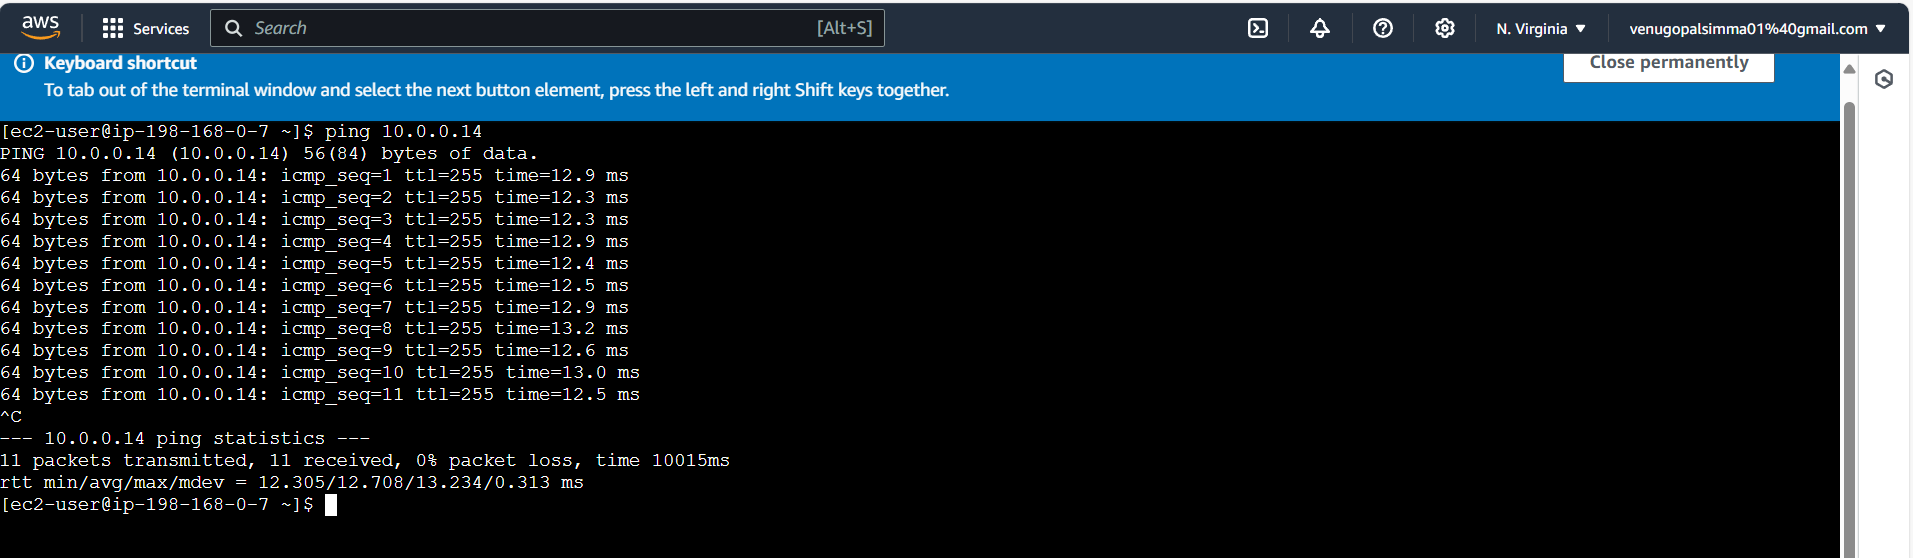 aws Services Search [Alt+S] N. Virginia venugopalsimma01%40gmail.com
Keyboard shortcut Close permanently
To tab out of the terminal window and select the next button element, press the left and right Shift keys together.
[ec2-user@ip-198-168-0-7 ~]$ ping 10.0.0.14
PING 10.0.0.14 (10.0.0.14) 56(84) bytes of data.
64 bytes from 10.0.0.14: icmp_seq=1 ttl=255 time=12.9 ms
64 bytes from 10.0.0.14: icmp_seq=2 ttl=255 time=12.3 ms
64 bytes from 10.0.0.14: icmp_seq=3 ttl=255 time=12.3 ms
64 bytes from 10.0.0.14: icmp_seq=4 ttl=255 time=12.9 ms
64 bytes from 10.0.0.14: icmp_seq=5 ttl=255 time=12.4 ms
64 bytes from 10.0.0.14: icmp_seq=6 ttl=255 time=12.5 ms
64 bytes from 10.0.0.14: icmp_seq=7 ttl=255 time=12.9 ms
64 bytes from 10.0.0.14: icmp_seq=8 ttl=255 time=13.2 ms
64 bytes from 10.0.0.14: icmp_seq=9 ttl=255 time=12.6 ms
64 bytes from 10.0.0.14: icmp_seq=10 ttl=255 time=13.0 ms
64 bytes from 10.0.0.14: icmp_seq=11 ttl=255 time=12.5 ms
^C
--- 10.0.0.14 ping statistics ---
11 packets transmitted, 11 received, 0% packet loss, time 10015ms
rtt min/avg/max/mdev = 12.305/12.708/13.234/0.313 ms
[ec2-user@ip-198-168-0-7 ~]$